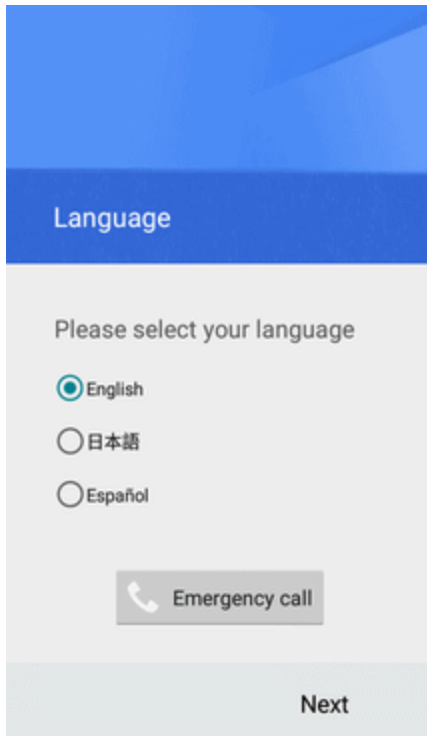 Language
Please select your language
English
日本語
Español
Emergency call
Next